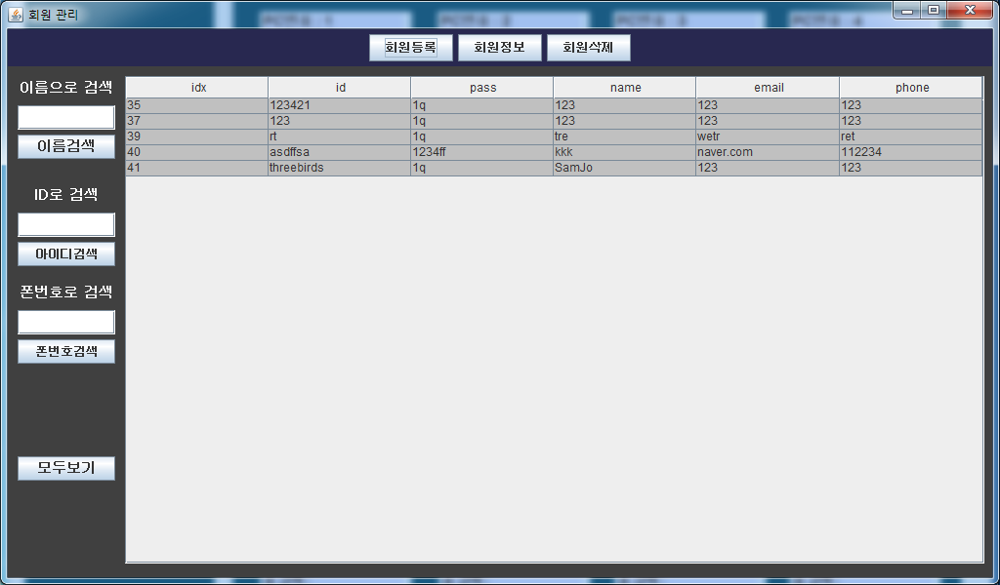 회원 관리
회원등록 회원정보 회원삭제
이름으로 검색
이름검색
ID로 검색
아이디검색
폰번호로 검색
폰번호검색
모두보기
idx id pass name email phone
35 123421 1q 123 123 123
37 123 1q 123 123 123
39 rt 1q tre wetr ret
40 asdffsa 1234ff kkk naver.com 112234
41 threebirds 1q SamJo 123 123